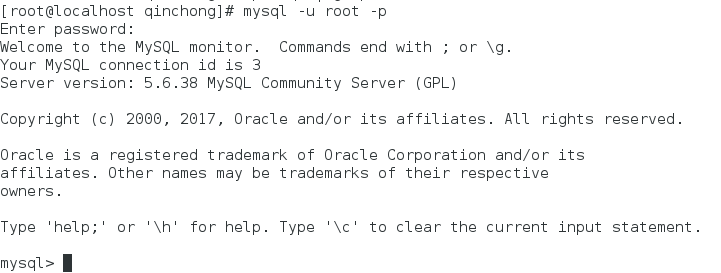 [root@localhost qinchong]# mysql -u root -p
Enter password:
Welcome to the MySQL monitor.  Commands end with ; or \g.
Your MySQL connection id is 3
Server version: 5.6.38 MySQL Community Server (GPL)

Copyright (c) 2000, 2017, Oracle and/or its affiliates. All rights reserved.

Oracle is a registered trademark of Oracle Corporation and/or its
affiliates. Other names may be trademarks of their respective
owners.

Type 'help;' or '\h' for help. Type '\c' to clear the current input statement.

mysql>